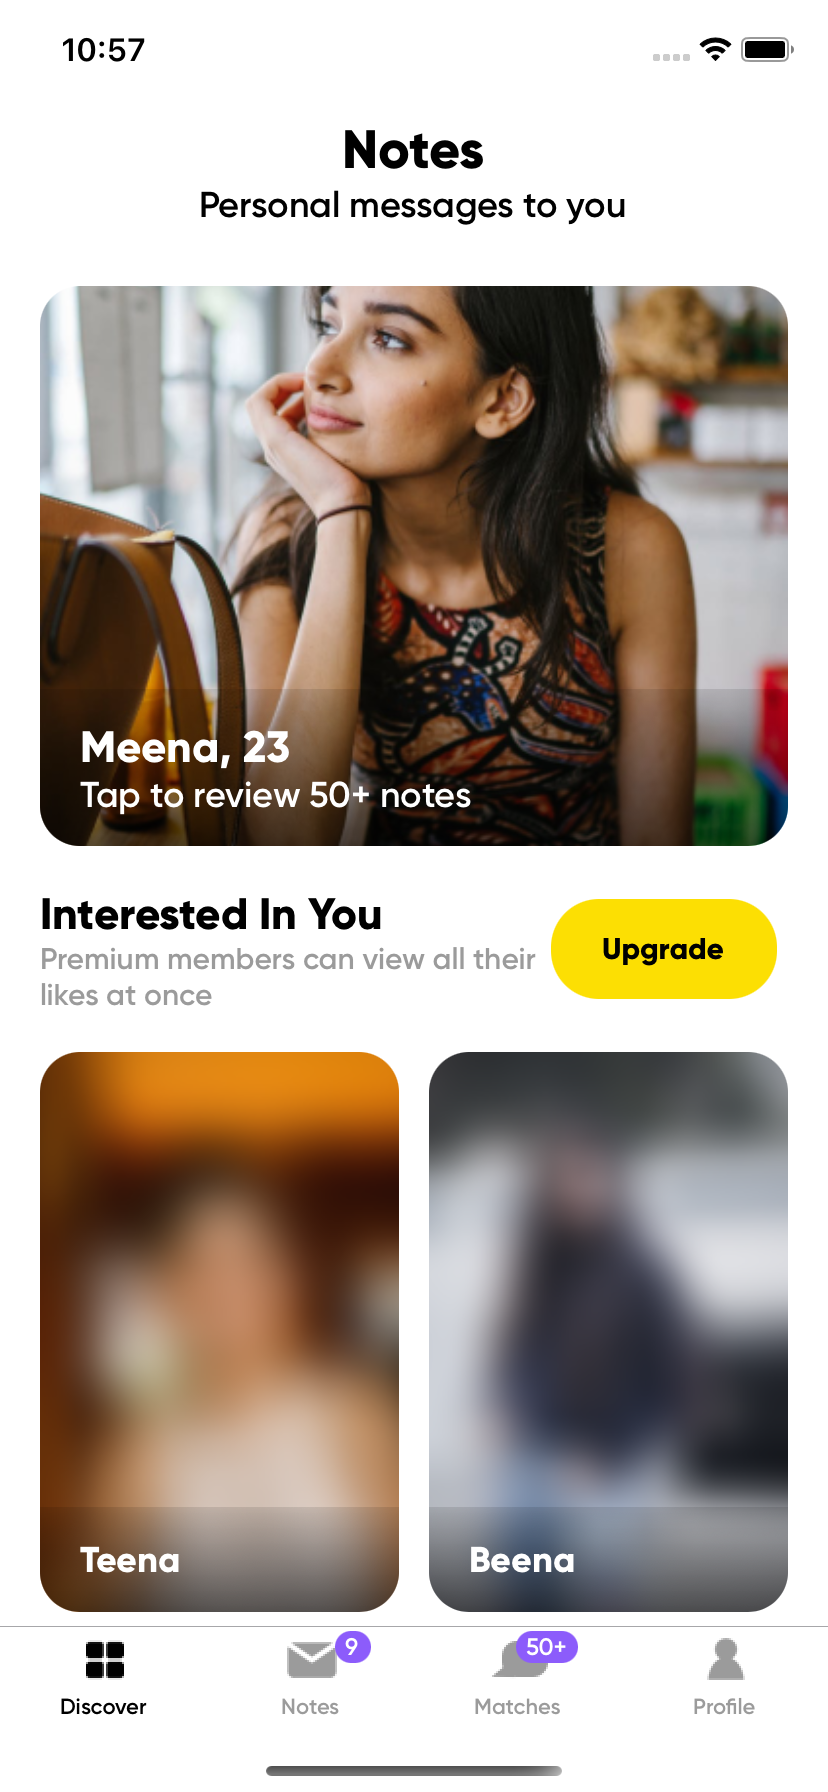 10:57
Notes
Personal messages to you
Meena, 23
Tap to review 50+ notes
Interested In You
Premium members can view all their
likes at once
Upgrade
Teena
Beena
9
50+
Discover
Notes
Matches
Profile